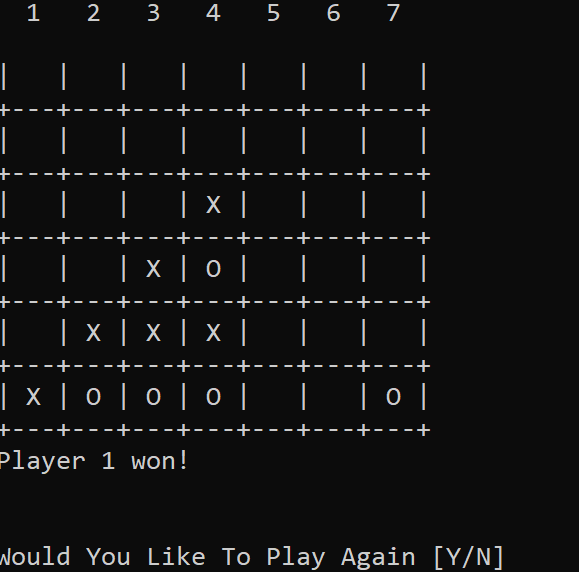 1 2 3 4 5 6 7
| | | | | | | |
+---+---+---+---+---+---+---+
| | | | | | | |
+---+---+---+---+---+---+---+
| | | | X | | | |
+---+---+---+---+---+---+---+
| | | X | O | | | |
+---+---+---+---+---+---+---+
| | X | X | X | | | |
+---+---+---+---+---+---+---+
| X | O | O | O | | | O |
+---+---+---+---+---+---+---+
Player 1 won!
Would You Like To Play Again [Y/N]